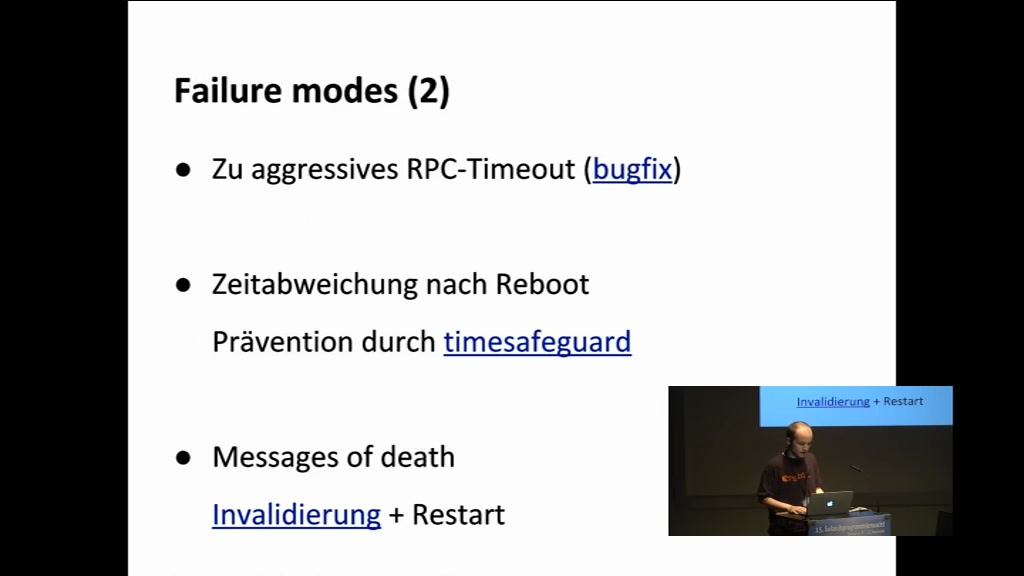 Failure modes (2)
● Zu aggressives RPC-Timeout (bugfix)
● Zeitabweichung nach Reboot
Prävention durch timesafeguard
● Messages of death
Invalidierung + Restart
Invalidierung + Restart